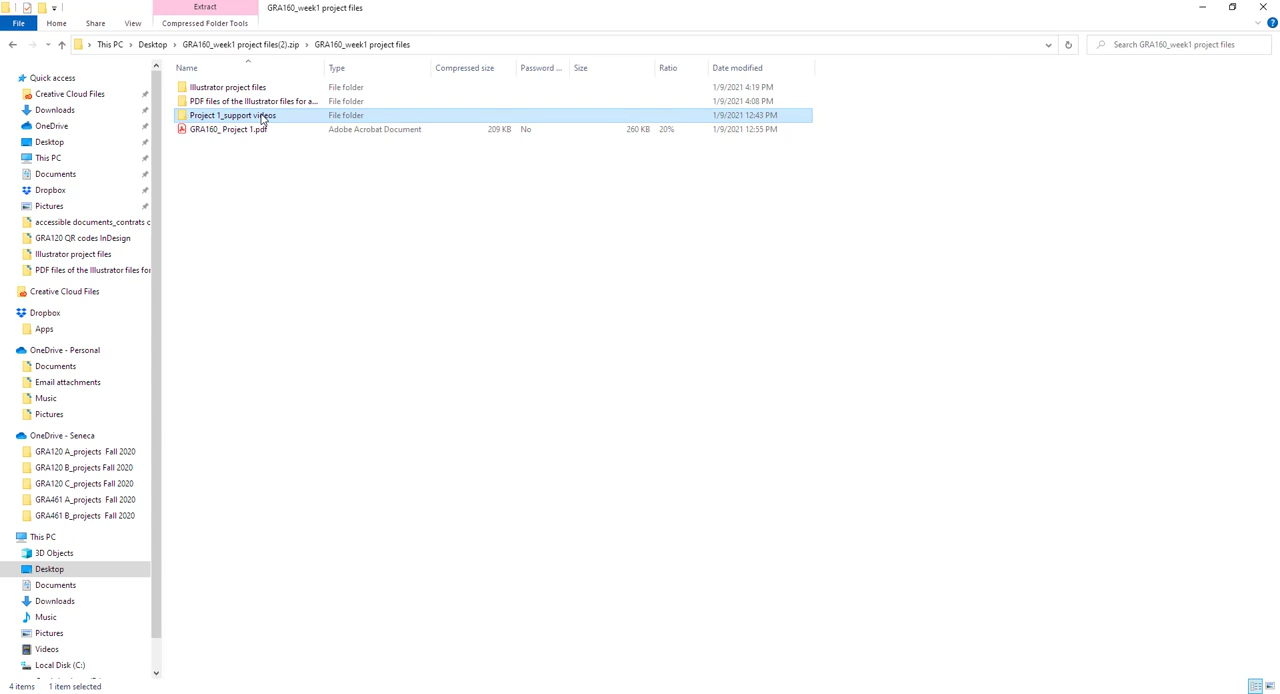 Extract
GRA160_week1 project files
File
Home
Share
View
Compressed Folder Tools
This PC
Desktop
GRA160_week1 project files(2).zip
GRA160_week1 project files
Search GRA160_week1 project files
Name
Type
Compressed size
Password ...
Size
Ratio
Date modified
Illustrator project files
File folder
1/9/2021 4:19 PM
PDF files of the Illustrator files for a...
File folder
1/9/2021 4:08 PM
Project 1_support videos
File folder
1/9/2021 12:43 PM
GRA160_ Project 1.pdf
Adobe Acrobat Document
209 KB
No
260 KB
20%
1/9/2021 12:55 PM
Quick access
Creative Cloud Files
Downloads
OneDrive
Desktop
This PC
Documents
Dropbox
Pictures
accessible documents_contrats c
GRA120 QR codes InDesign
Illustrator project files
PDF files of the Illustrator files for
Creative Cloud Files
Dropbox
Apps
OneDrive - Personal
Documents
Email attachments
Music
Pictures
OneDrive - Seneca
GRA120 A_projects Fall 2020
GRA120 B_projects Fall 2020
GRA120 C_projects Fall 2020
GRA461 A_projects Fall 2020
GRA461 B_projects Fall 2020
This PC
3D Objects
Desktop
Documents
Downloads
Music
Pictures
Videos
Local Disk (C:)
4 items
1 item selected